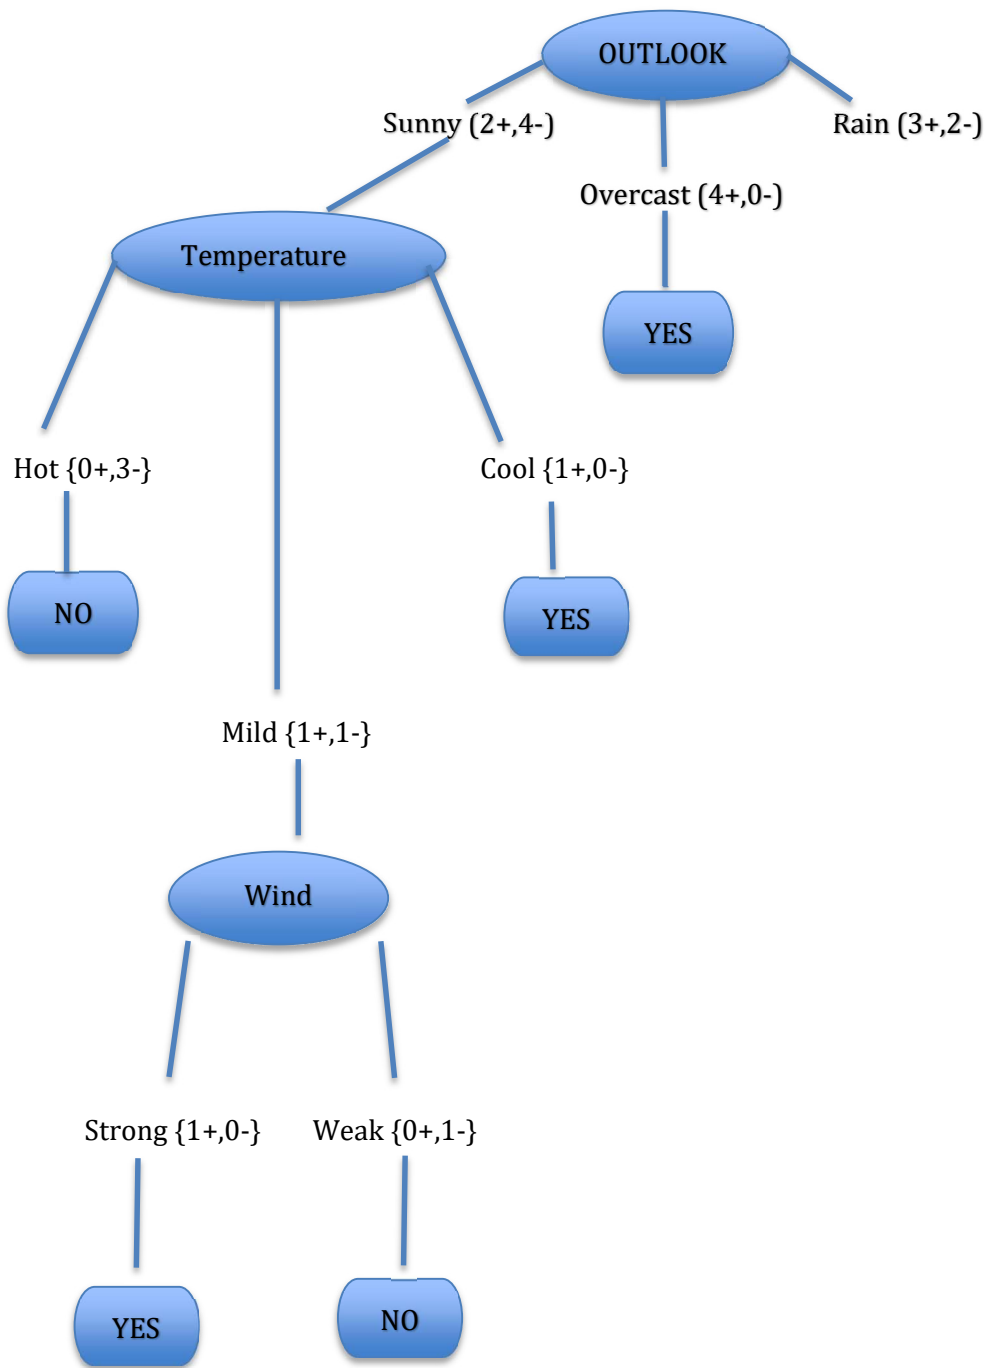 OUTLOOK
Sunny (2+,4-)
Rain (3+,2-)
Overcast (4+,0-)
Temperature
YES
Hot {0+,3-}
Cool {1+,0-}
NO
YES
Mild {1+,1-}
Wind
Strong {1+,0-}
Weak {0+,1-}
YES
NO